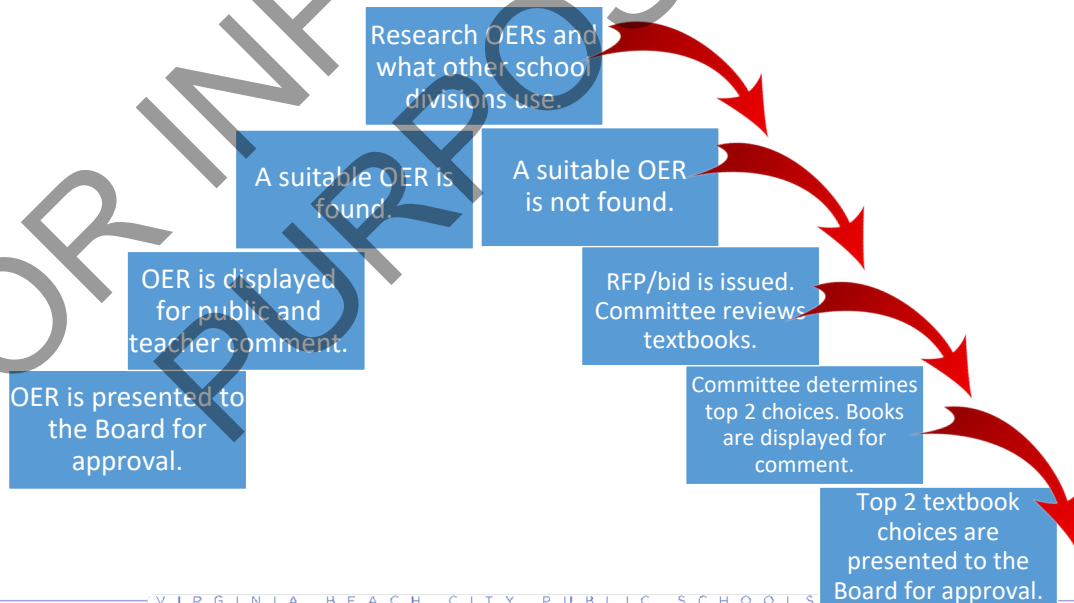 Research OERs and
what other school
divisions use.
A suitable OER is
found.
A suitable OER
is not found.
OER is displayed
for public and
teacher comment.
RFP/bid is issued.
Committee reviews
textbooks.
OER is presented to
the Board for
approval.
Committee determines
top 2 choices. Books
are displayed for
comment.
Top 2 textbook
choices are
presented to the
Board for approval.
VIRGINIA BEACH CITY PUBLIC SCHOOLS
OR INF
PURPOS